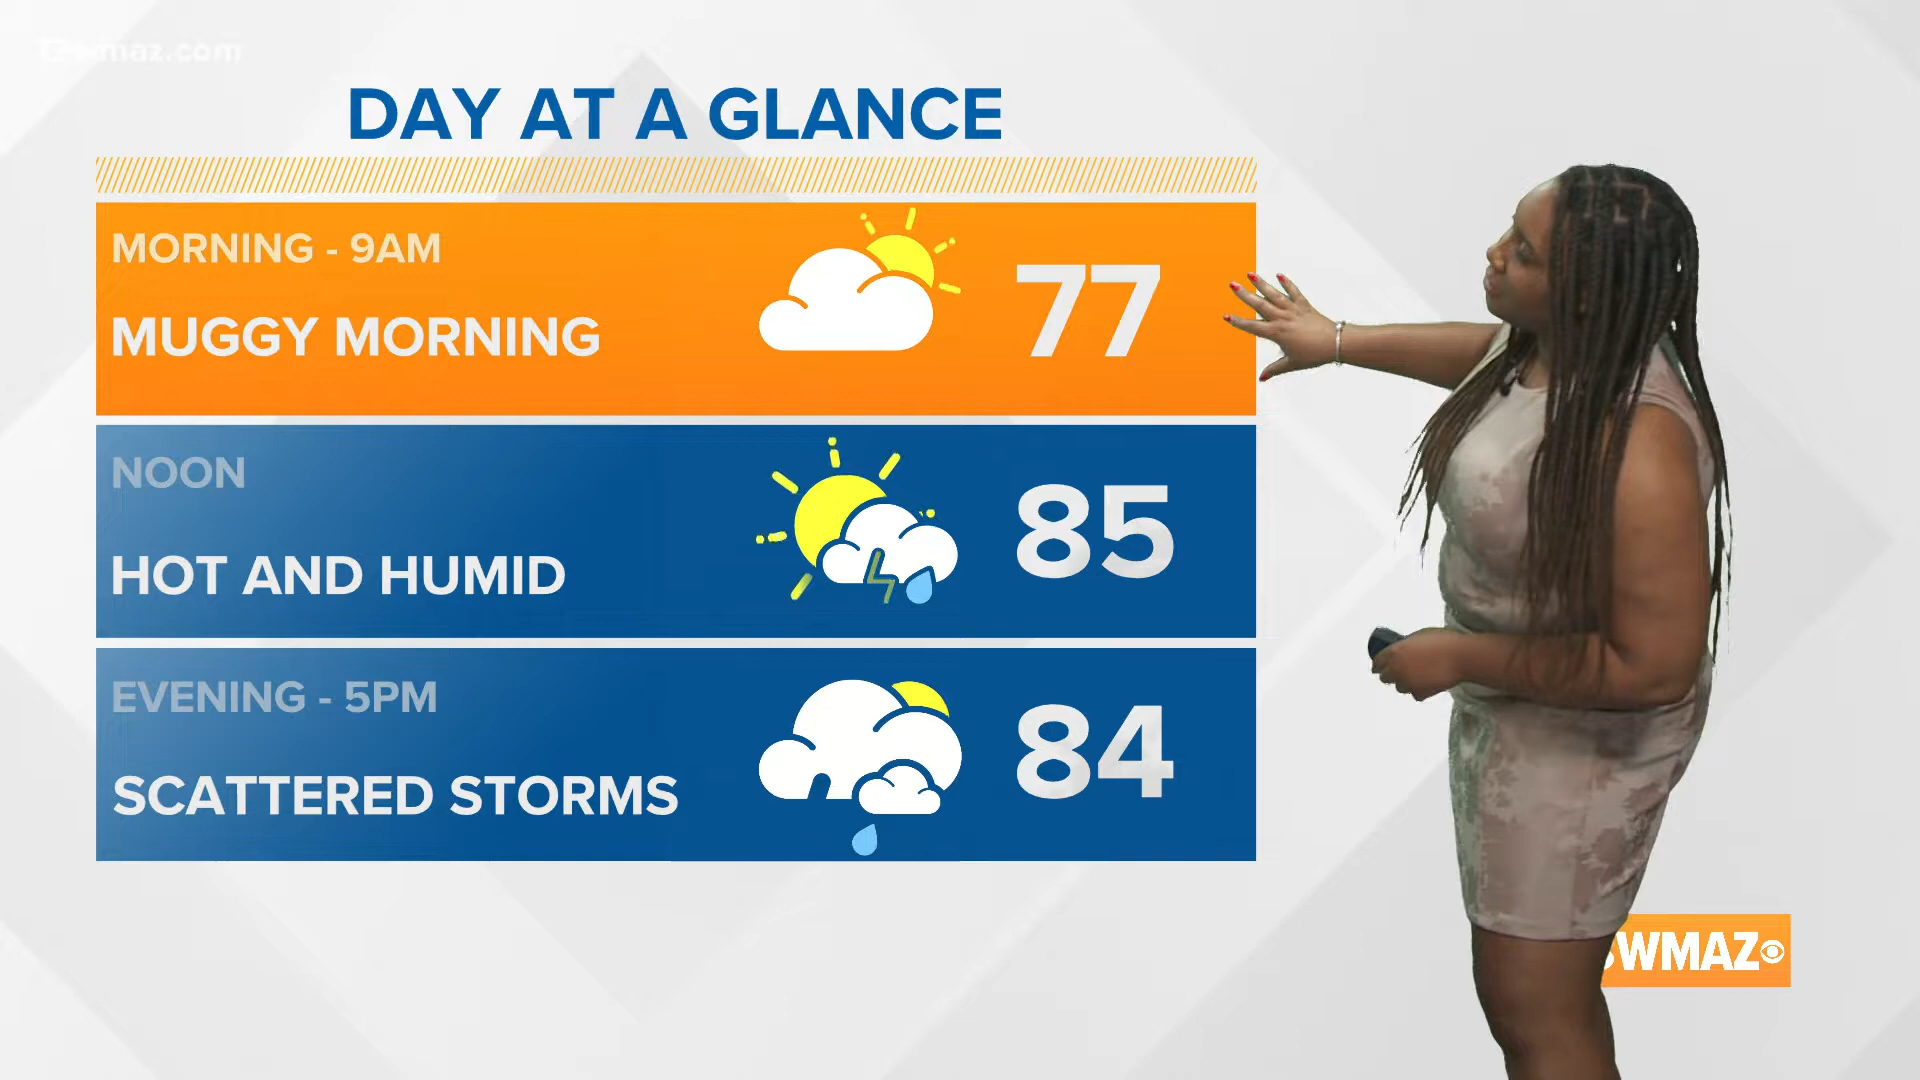 DAY AT A GLANCE
MORNING - 9AM
MUGGY MORNING
77
NOON
HOT AND HUMID
85
EVENING - 5PM
SCATTERED STORMS
84
WMAZ